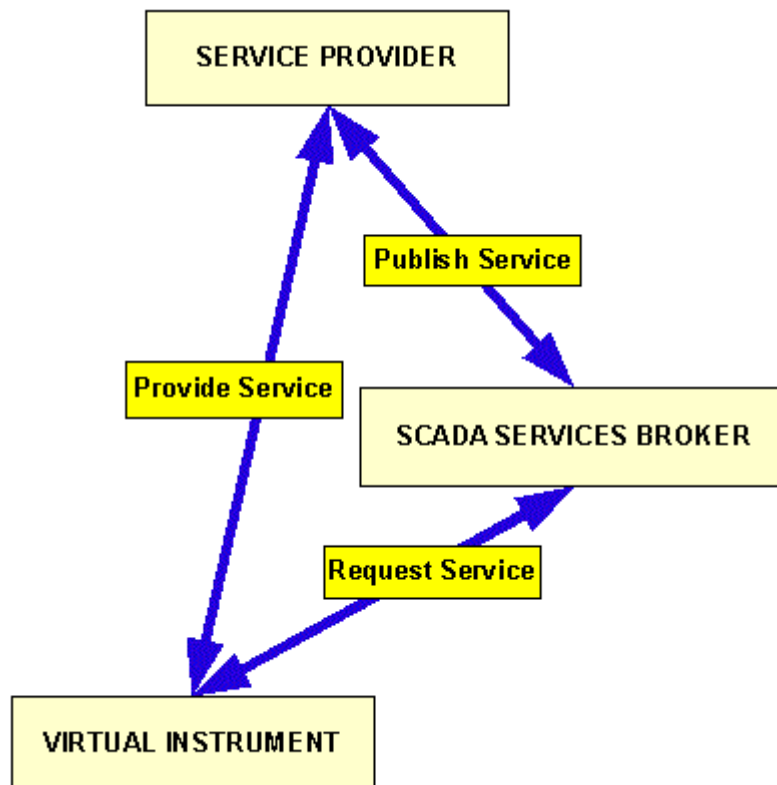 SERVICE PROVIDER
Publish Service
Provide Service
SCADA SERVICES BROKER
Request Service
VIRTUAL INSTRUMENT